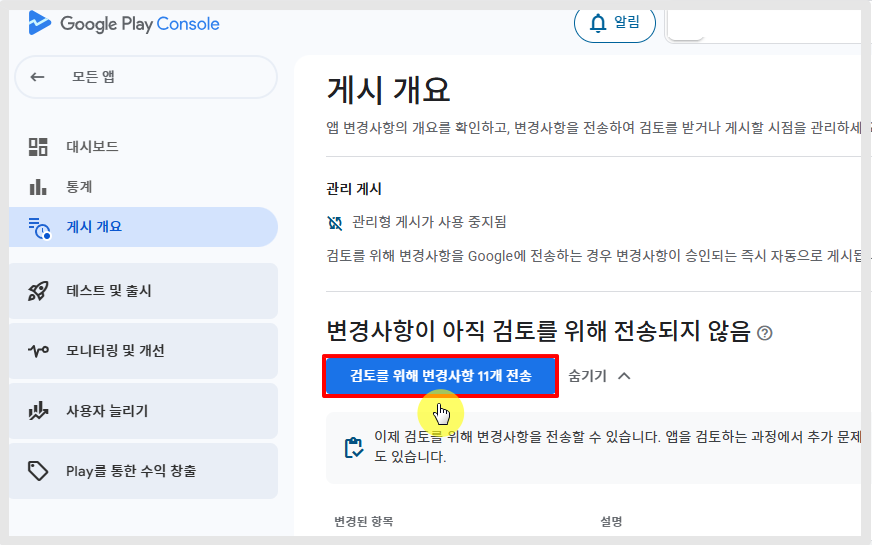 Google Play Console
알림
모든 앱
게시 개요
앱 변경사항의 개요를 확인하고, 변경사항을 전송하여 검토를 받거나 게시할 시점을 관리하세
대시보드
통계
게시 개요
테스트 및 출시
모니터링 및 개선
사용자 늘리기
Play를 통한 수익 창출
관리 게시
관리형 게시가 사용 중지됨
검토를 위해 변경사항을 Google에 전송하는 경우 변경사항이 승인되는 즉시 자동으로 게시됩
변경사항이 아직 검토를 위해 전송되지 않음
검토를 위해 변경사항 11개 전송
숨기기
이제 검토를 위해 변경사항을 전송할 수 있습니다. 앱을 검토하는 과정에서 추가 문제
도 있습니다.
변경된 항목
설명